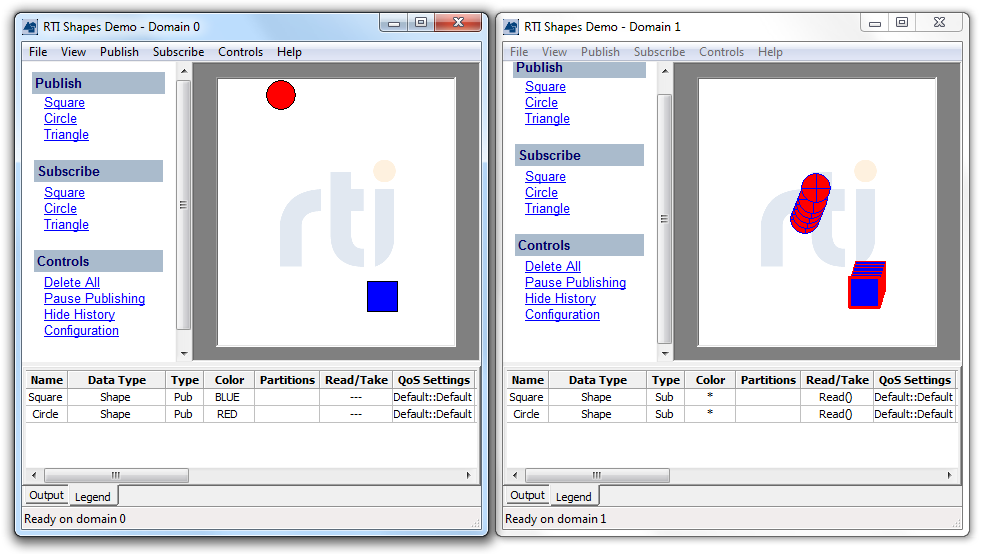 RTI Shapes Demo - Domain 0
File View Publish Subscribe Controls Help
Publish
Square
Circle
Triangle
Subscribe
Square
Circle
Triangle
Controls
Delete All
Pause Publishing
Hide History
Configuration
rti
Name Data Type Type Color Partitions Read/Take QoS Settings
Square Shape Pub BLUE --- Default::Default
Circle Shape Pub RED --- Default::Default
Output Legend
Ready on domain 0
RTI Shapes Demo - Domain 1
File View Publish Subscribe Controls Help
Publish
Square
Circle
Triangle
Subscribe
Square
Circle
Triangle
Controls
Delete All
Pause Publishing
Hide History
Configuration
rti
Name Data Type Type Color Partitions Read/Take QoS Settings
Square Shape Sub * Read() Default::Default
Circle Shape Sub * Read() Default::Default
Output Legend
Ready on domain 1